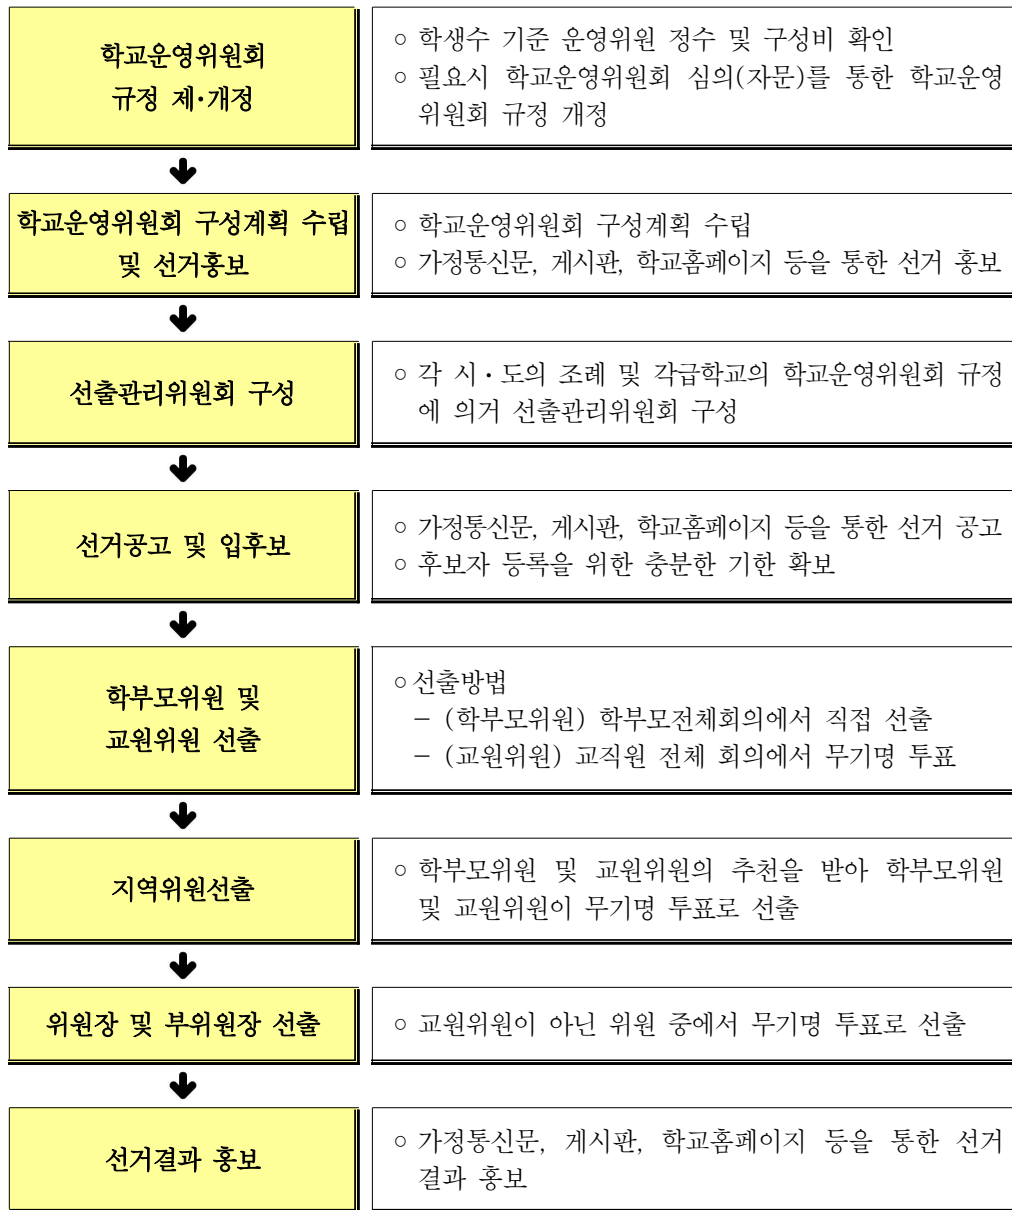 학교운영위원회
규정 제·개정
○ 학생수 기준 운영위원 정수 및 구성비 확인
○ 필요시 학교운영위원회 심의(자문)를 통한 학교운영
위원회 규정 개정
학교운영위원회 구성계획 수립
및 선거홍보
○ 학교운영위원회 구성계획 수립
○ 가정통신문, 게시판, 학교홈페이지 등을 통한 선거 홍보
선출관리위원회 구성
○ 각 시·도의 조례 및 각급학교의 학교운영위원회 규정
에 의거 선출관리위원회 구성
선거공고 및 입후보
○ 가정통신문, 게시판, 학교홈페이지 등을 통한 선거 공고
○ 후보자 등록을 위한 충분한 기한 확보
학부모위원 및
교원위원 선출
○ 선출방법
- (학부모위원) 학부모전체회의에서 직접 선출
- (교원위원) 교직원 전체 회의에서 무기명 투표
지역위원선출
○ 학부모위원 및 교원위원의 추천을 받아 학부모위원
및 교원위원이 무기명 투표로 선출
위원장 및 부위원장 선출
○ 교원위원이 아닌 위원 중에서 무기명 투표로 선출
선거결과 홍보
○ 가정통신문, 게시판, 학교홈페이지 등을 통한 선거
결과 홍보